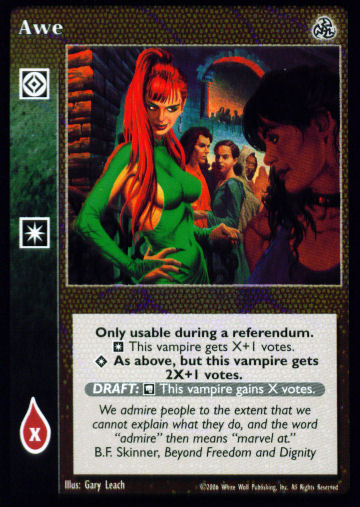 Awe
Only usable during a referendum.
This vampire gets X+1 votes.
As above, but this vampire gets
2X+1 votes.
DRAFT: This vampire gains X votes.
We admire people to the extent that we
cannot explain what they do, and the word
"admire" then means "marvel at."
B.F. Skinner, Beyond Freedom and Dignity
X
Illus: Gary Leach ©2006 White Wolf Publishing, Inc. All Rights Reserved